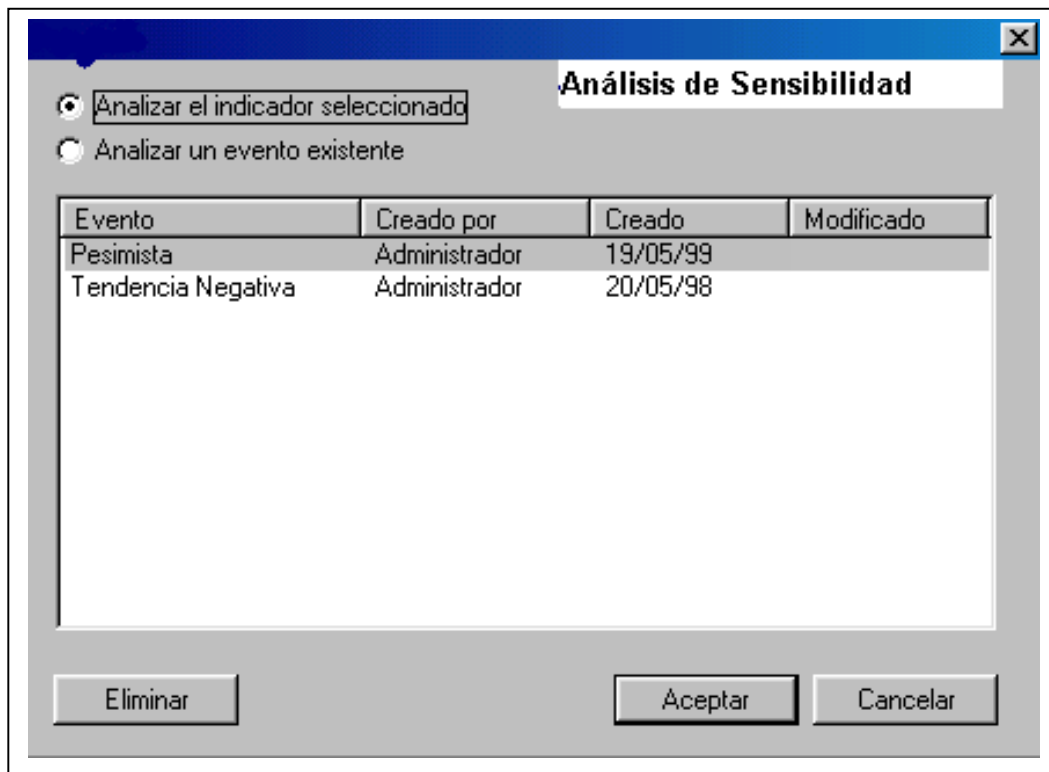 Análisis de Sensibilidad
Analizar el indicador seleccionado
Analizar un evento existente
Evento Creado por Creado Modificado
Pesimista Administrador 19/05/99
Tendencia Negativa Administrador 20/05/98
Eliminar Aceptar Cancelar